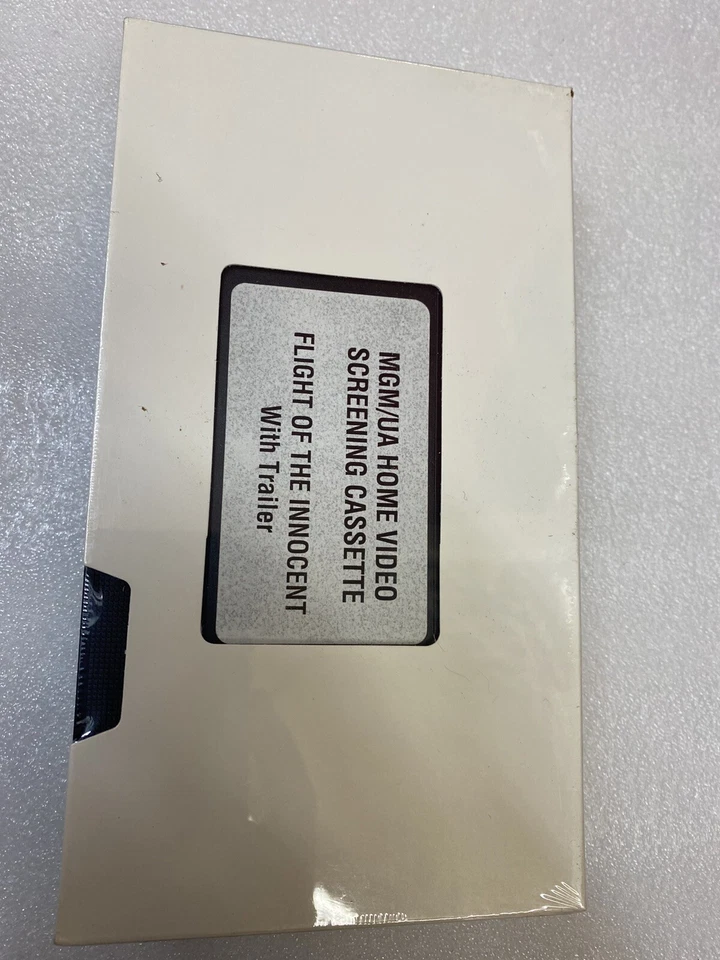 MGM/UA HOME VIDEO
SCREENING CASSETTE
FLIGHT OF THE INNOCENT
With Trailer